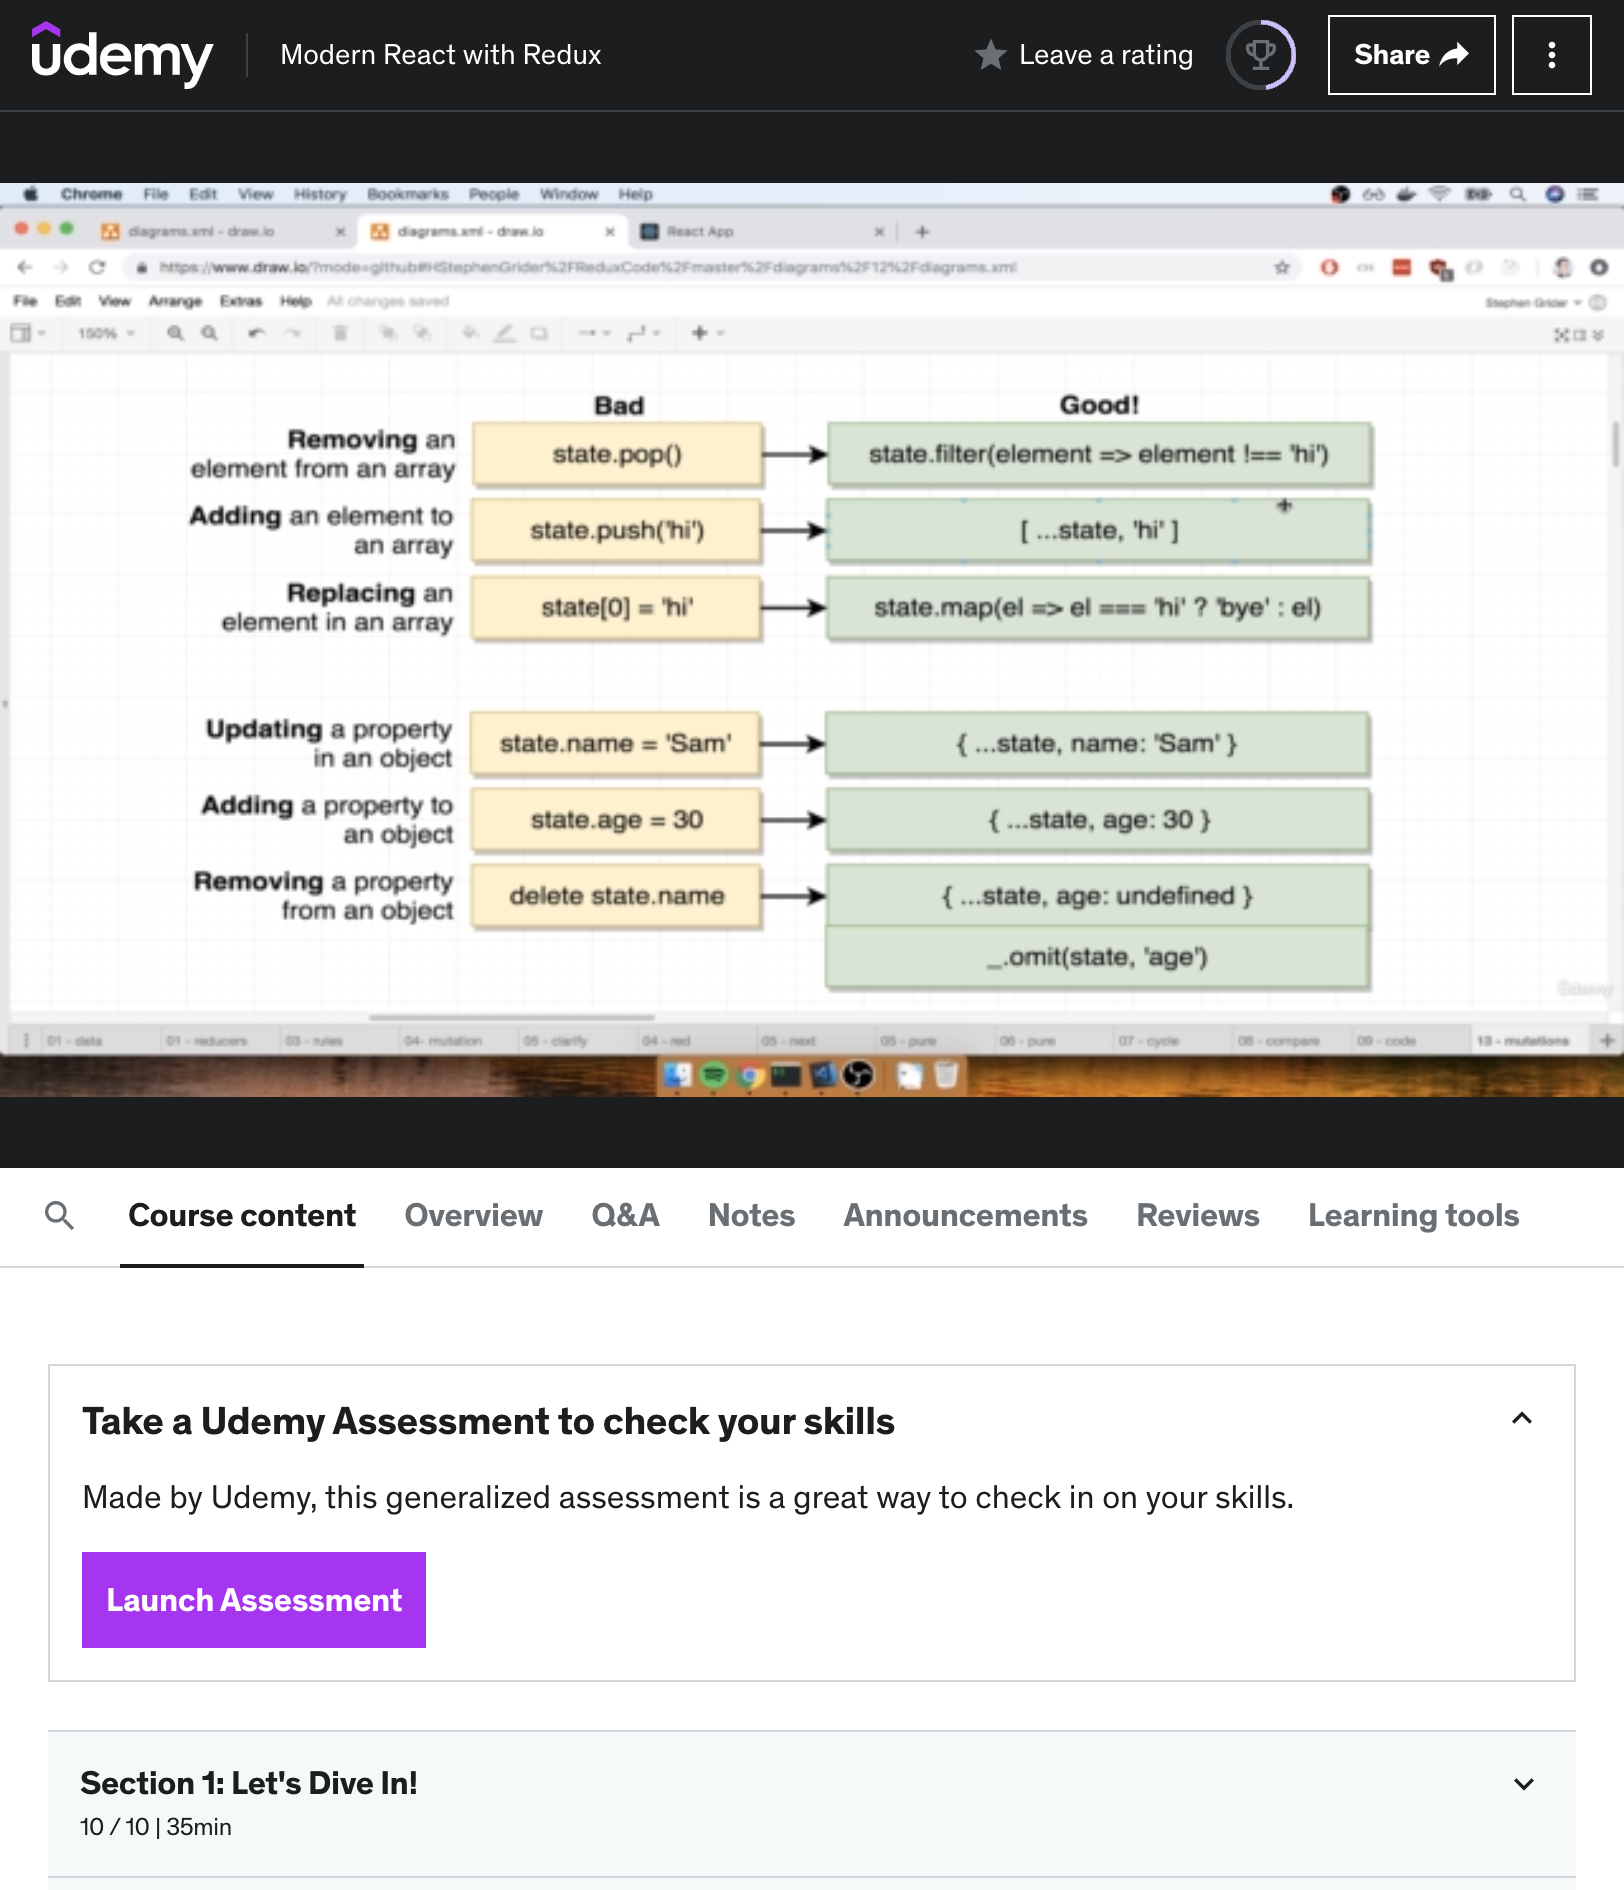 udemy
Modern React with Redux
Leave a rating
Share
Chrome File Edit View History Bookmarks People Window Help
diagrams.xml - draw.io
diagrams.xml - draw.io
React App
https://www.draw.io/?mode=github#HStephenGrider%2FReduxCode%2Fmaster%2Fdiagrams%2F12%2Fdiagrams.xml
File Edit View Arrange Extras Help All changes saved
Stephen Grider
150%
Bad
Good!
Removing an
element from an array
state.pop()
state.filter(element => element !== 'hi')
Adding an element to
an array
state.push('hi')
[ ...state, 'hi' ]
Replacing an
element in an array
state[0] = 'hi'
state.map(el => el === 'hi' ? 'bye' : el)
Updating a property
in an object
state.name = 'Sam'
{ ...state, name: 'Sam' }
Adding a property to
an object
state.age = 30
{ ...state, age: 30 }
Removing a property
from an object
delete state.name
{ ...state, age: undefined }
_.omit(state, 'age')
Udemy
01 - data
01 - reducers
03 - rules
04- mutation
05 - clarify
04 - red
05 - next
05 - pure
06 - pure
07 - cycle
08 - compare
09 - code
13 - mutations
Course content
Overview
Q&A
Notes
Announcements
Reviews
Learning tools
Take a Udemy Assessment to check your skills
Made by Udemy, this generalized assessment is a great way to check in on your skills.
Launch Assessment
Section 1: Let's Dive In!
10 / 10 | 35min